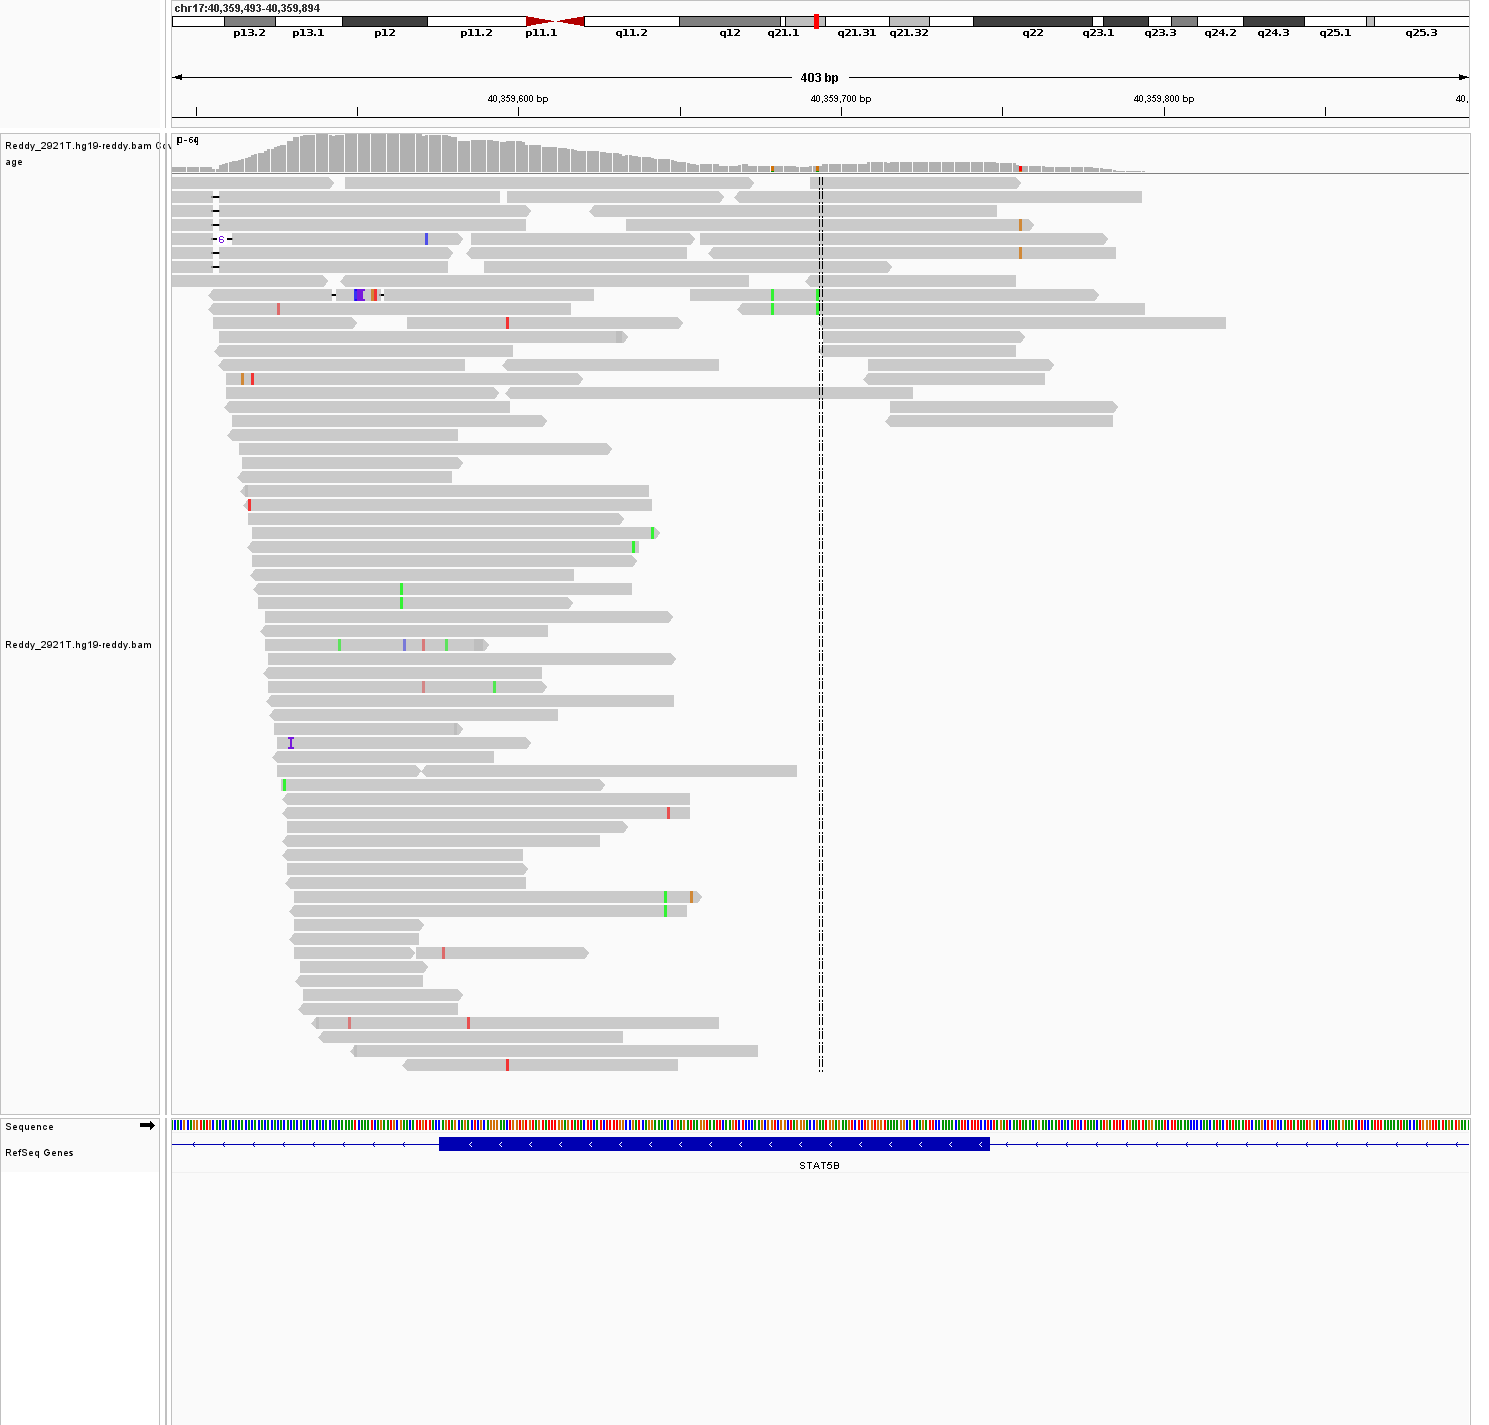 chr17:40,359,493-40,359,894
p13.2 p13.1 p12 p11.2 p11.1 q11.2 q12 q21.1 q21.31 q21.32 q22 q23.1 q23.3 q24.2 q24.3 q25.1 q25.3
403 bp
40,359,600 bp 40,359,700 bp 40,359,800 bp 40,
Reddy_2921T.hg19-reddy.bam Cov
age
[0-64]
6
Reddy_2921T.hg19-reddy.bam
Sequence
RefSeq Genes
STAT5B